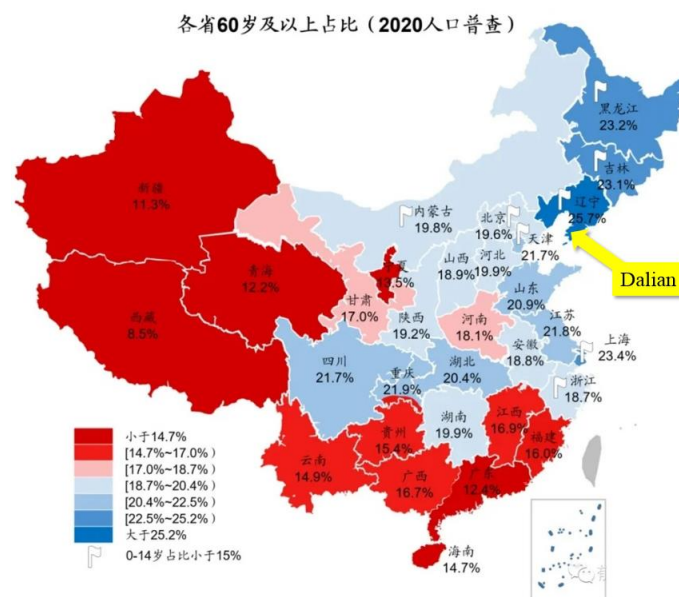 各省60岁及以上占比（2020人口普查）
黑龙江
23.2%
吉林
23.1%
辽宁
25.7%
新疆
11.3%
内蒙古
19.8%
北京
19.6%
天津
21.7%
Dalian
青海
12.2%
宁夏
13.5%
山西
18.9%
河北
19.9%
山东
20.9%
西藏
8.5%
甘肃
17.0%
陕西
19.2%
河南
18.1%
江苏
21.8%
安徽
18.8%
上海
23.4%
四川
21.7%
重庆
21.9%
湖北
20.4%
浙江
18.7%
湖南
19.9%
江西
16.9%
贵州
15.4%
福建
16.0%
云南
14.9%
广西
16.7%
广东
12.4%
海南
14.7%
小于14.7%
[14.7%~17.0%）
[17.0%~18.7%）
[18.7%~20.4%）
[20.4%~22.5%）
[22.5%~25.2%）
大于25.2%
0-14岁占比小于15%